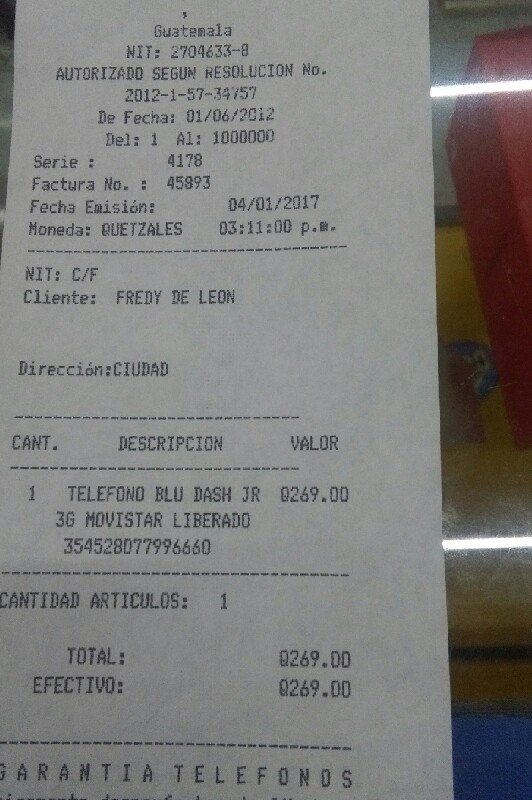 Guatemala
NIT: 2704633-8
AUTORIZADO SEGUN RESOLUCION No.
2012-1-57-34757
De Fecha: 01/06/2012
Del: 1 Al: 1000000
Serie : 4178
Factura No. : 45893
Fecha Emisión: 04/01/2017
Moneda: QUETZALES 03:11:00 p.m.
NIT: C/F
Cliente: FREDY DE LEON
Dirección:CIUDAD
CANT. DESCRIPCION VALOR
1 TELEFONO BLU DASH JR Q269.00
3G MOVISTAR LIBERADO
354528077996660
CANTIDAD ARTICULOS: 1
TOTAL: Q269.00
EFECTIVO: Q269.00
GARANTIA TELEFONOS